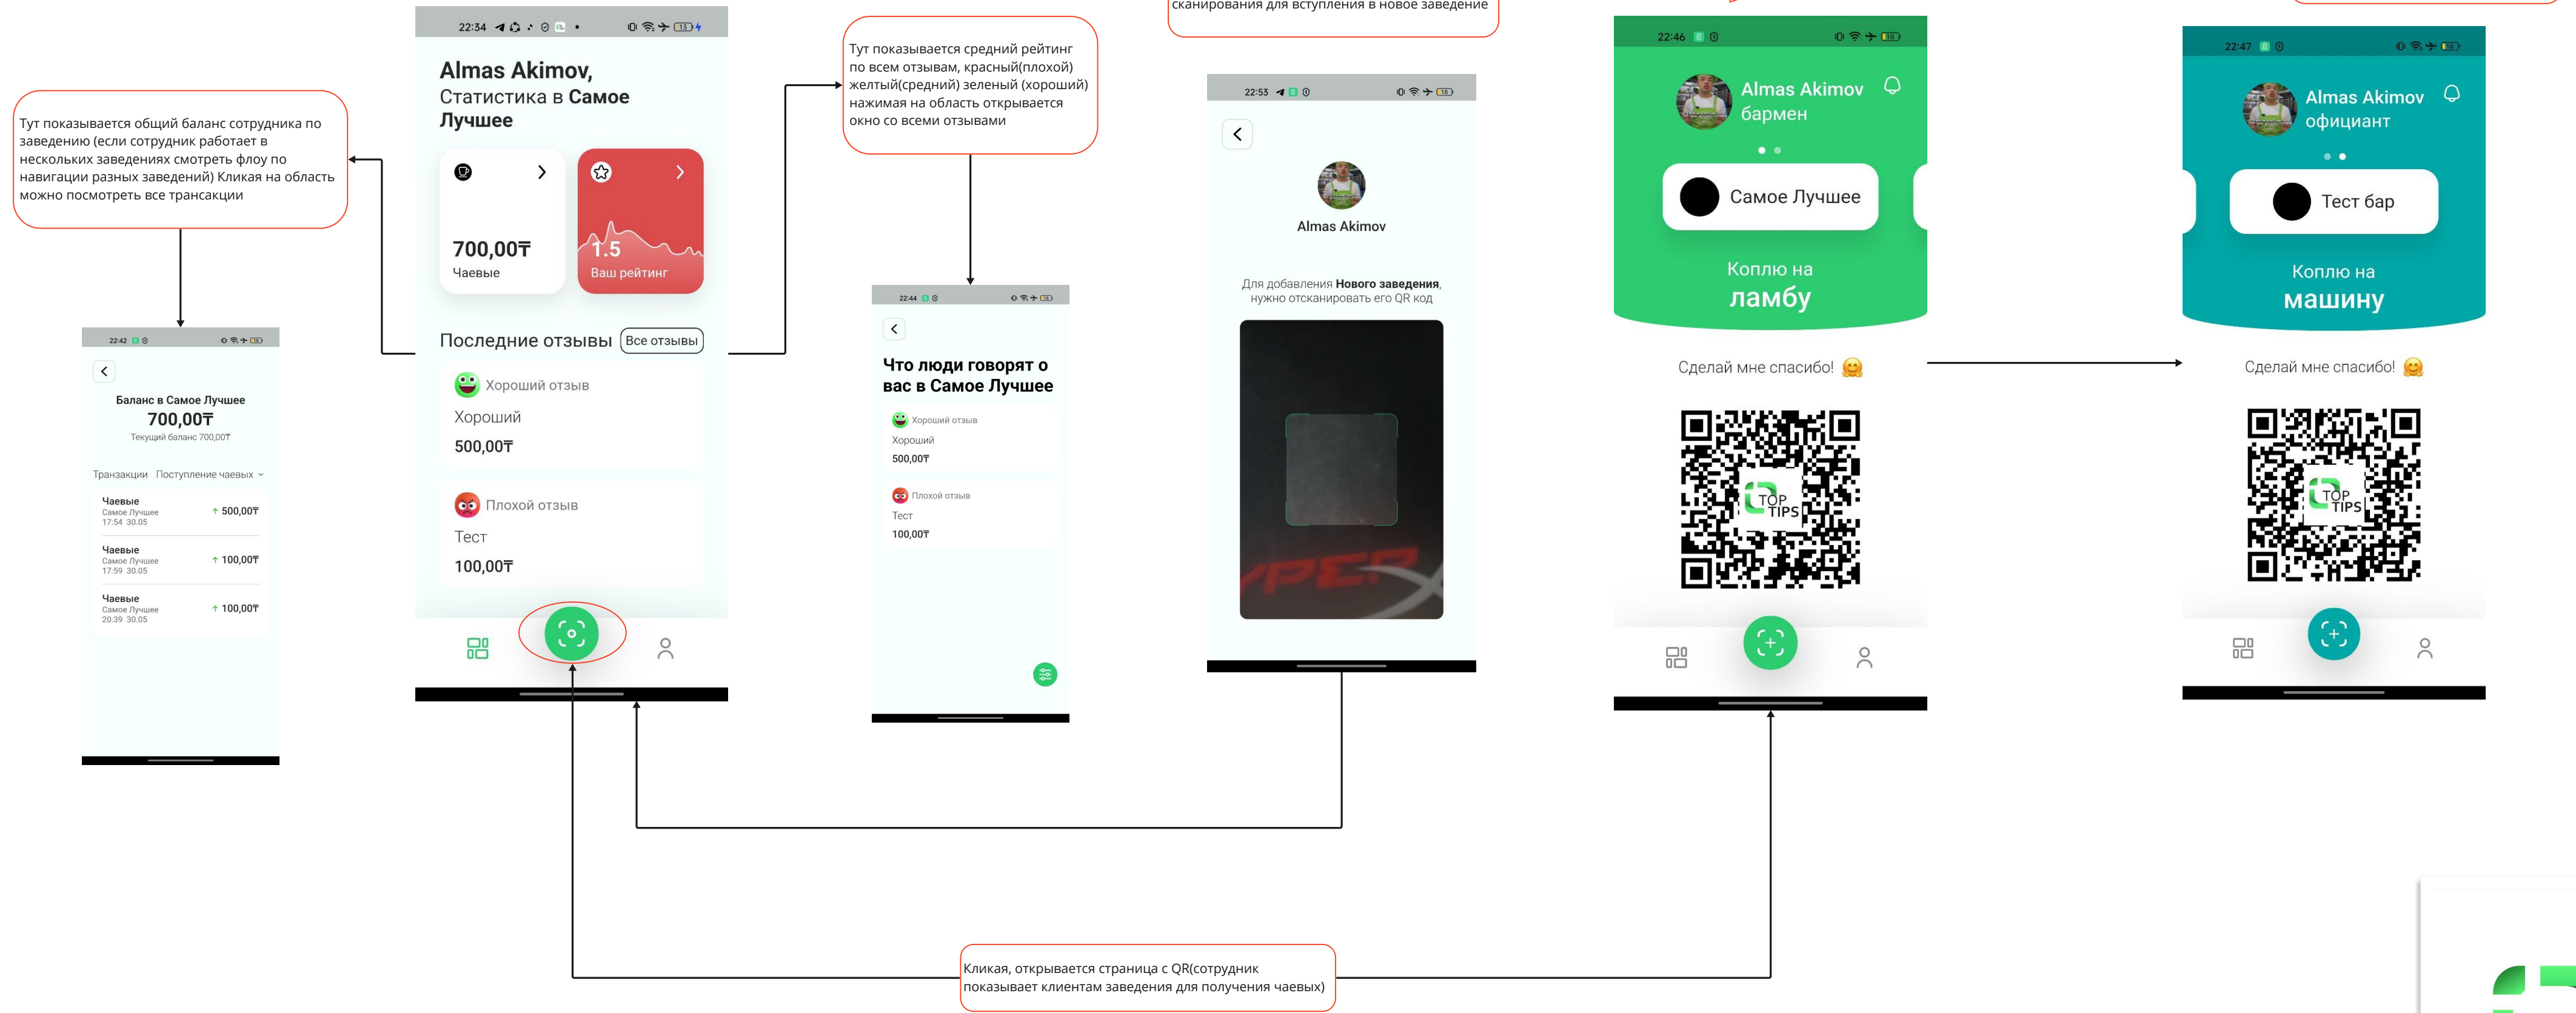 Тут показывается общий баланс сотрудника по
заведению (если сотрудник работает в
нескольких заведениях смотреть флоу по
навигации разных заведений) Кликая на область
можно посмотреть все трансакции
22:42
18
Баланс в Самое Лучшее
700,00₸
Текущий баланс 700,00₸
Транзакции Поступление чаевых
Чаевые
Самое Лучшее
17:54 30.05
↑ 500,00₸
Чаевые
Самое Лучшее
17:59 30.05
↑ 100,00₸
Чаевые
Самое Лучшее
20:39 30.05
↑ 100,00₸
22:34
15
Almas Akimov,
Статистика в Самое
Лучшее
700,00₸
Чаевые
1.5
Ваш рейтинг
Последние отзывы
Все отзывы
Хороший отзыв
Хороший
500,00₸
Плохой отзыв
Тест
100,00₸
Тут показывается средний рейтинг
по всем отзывам, красный(плохой)
желтый(средний) зеленый (хороший)
нажимая на область открывается
окно со всеми отзывами
22:44
18
Что люди говорят о
вас в Самое Лучшее
Хороший отзыв
Хороший
500,00₸
Плохой отзыв
Тест
100,00₸
сканирования для вступления в новое заведение
22:53
18
Almas Akimov
Для добавления Нового заведения,
нужно отсканировать его QR код
YPERX
22:46
18
Almas Akimov
бармен
Самое Лучшее
Коплю на
ламбу
Сделай мне спасибо! 🤗
TOP
TIPS
22:47
18
Almas Akimov
официант
Тест бар
Коплю на
машину
Сделай мне спасибо! 🤗
TOP
TIPS
Кликая, открывается страница с QR(сотрудник
показывает клиентам заведения для получения чаевых)